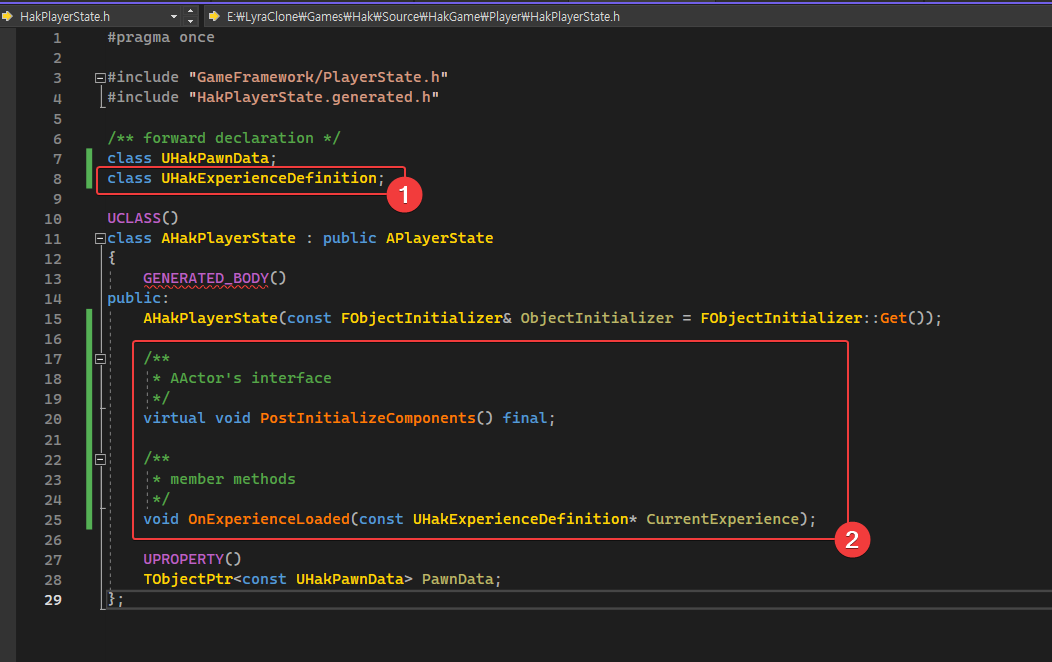 HakPlayerState.h
E:₩LyraClone₩Games₩Hak₩Source₩HakGame₩Player₩HakPlayerState.h
1 #pragma once
2
3 #include "GameFramework/PlayerState.h"
4 #include "HakPlayerState.generated.h"
5
6 /** forward declaration */
7 class UHakPawnData;
8 class UHakExperienceDefinition;
1
9
10 UCLASS()
11 class AHakPlayerState : public APlayerState
12 {
13 GENERATED_BODY()
14 public:
15 AHakPlayerState(const FObjectInitializer& ObjectInitializer = FObjectInitializer::Get());
16
17 /**
18 * AActor's interface
19 */
20 virtual void PostInitializeComponents() final;
21
22 /**
23 * member methods
24 */
25 void OnExperienceLoaded(const UHakExperienceDefinition* CurrentExperience);
2
26
27 UPROPERTY()
28 TObjectPtr<const UHakPawnData> PawnData;
29 };